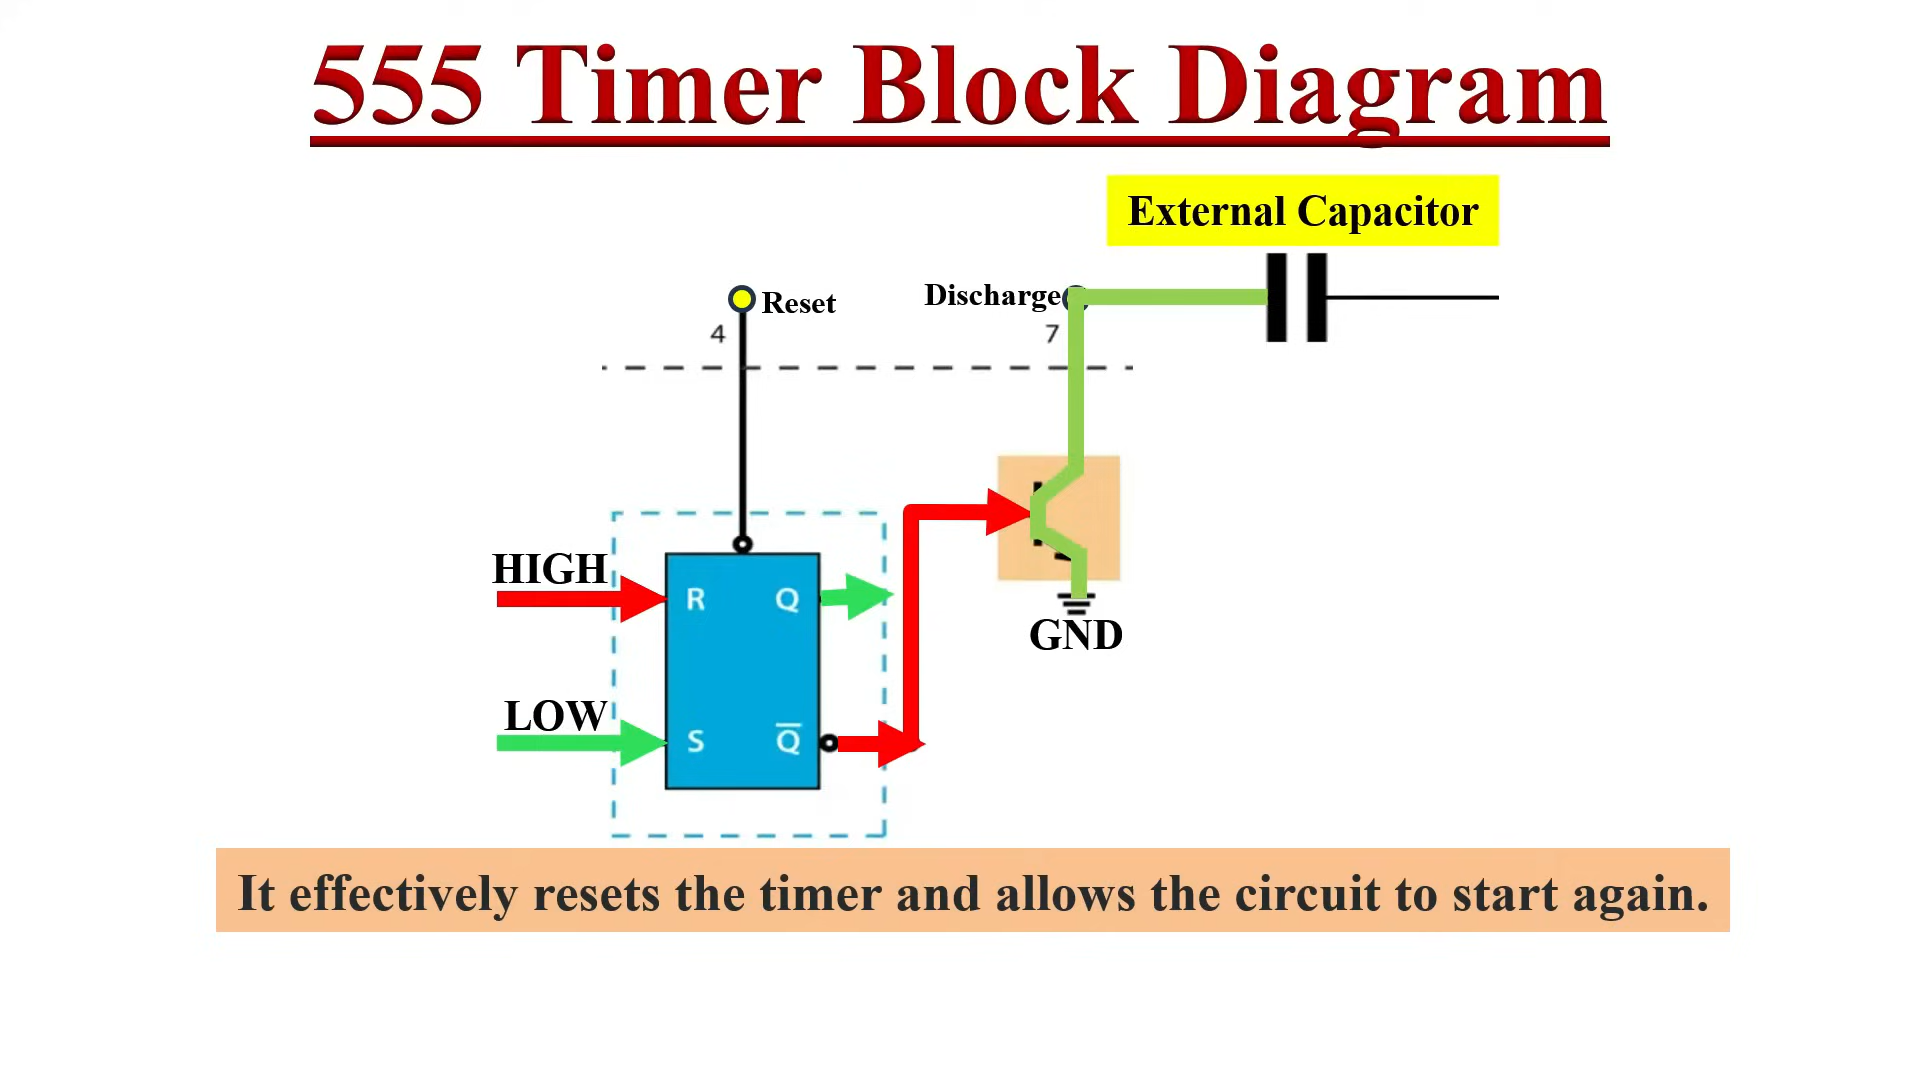 555 Timer Block Diagram
External Capacitor
Reset
Discharge
4
7
HIGH
R
Q
GND
LOW
S
Q̅
It effectively resets the timer and allows the circuit to start again.